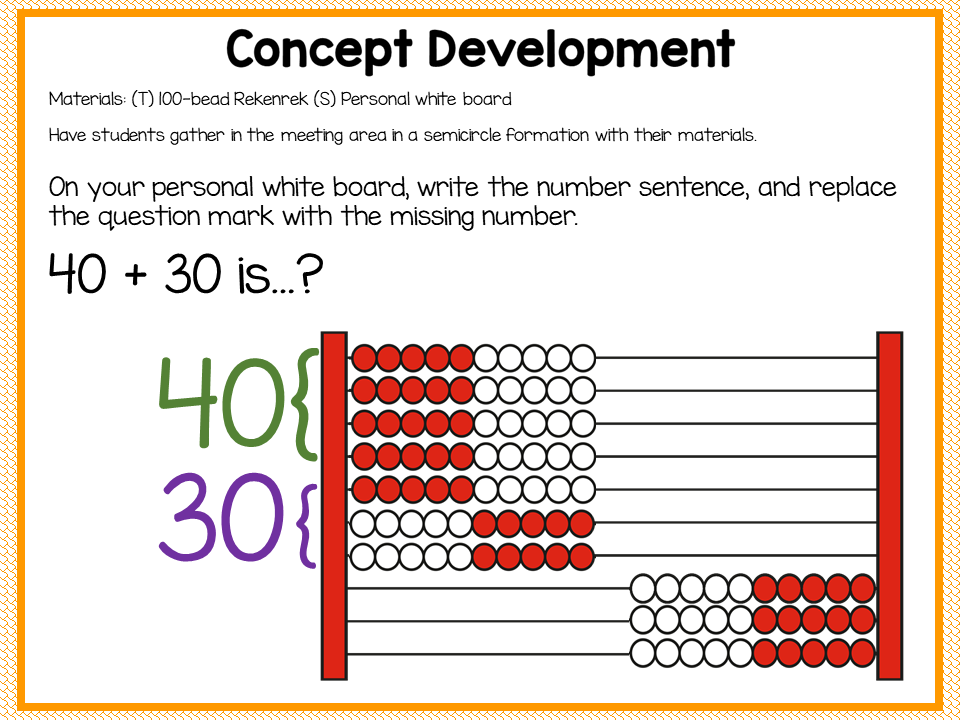 Concept Development
Materials: (T) 100-bead Rekenrek (S) Personal white board
Have students gather in the meeting area in a semicircle formation with their materials.
On your personal white board, write the number sentence, and replace
the question mark with the missing number.
40 + 30 is...?
40{
30{